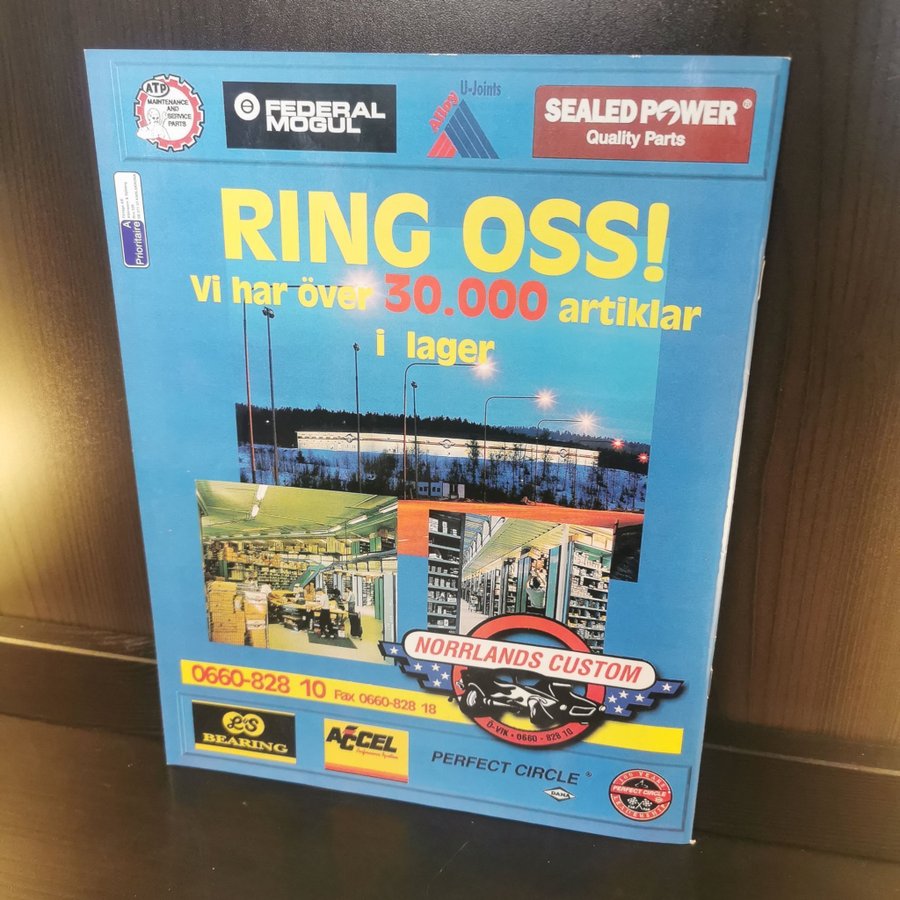 ATP
MAINTENANCE
AND
SERVICE
PARTS
FEDERAL
MOGUL
Alloy
U-Joints
SEALED POWER®
Quality Parts
A
Prioritaire
RING OSS!
Vi har över 30.000 artiklar
i lager
NORRLANDS CUSTOM
Ö-VIK • 0660 - 828 10
0660-828 10 Fax 0660-828 18
L&S
BEARING
ACCEL
PERFECT CIRCLE®
DANA
100 YEARS
PERFECT CIRCLE